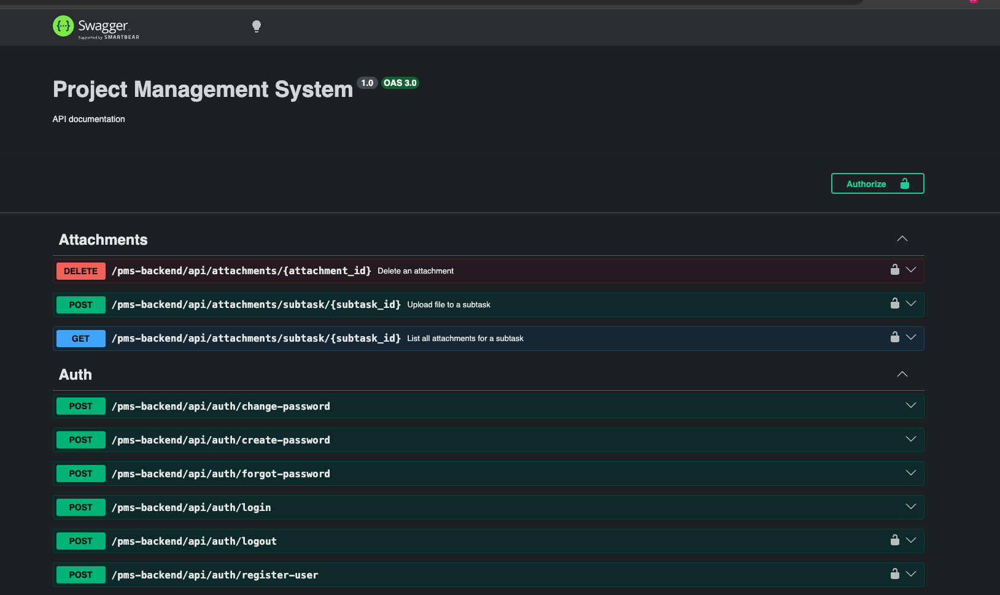 Swagger
Supported by SMARTBEAR
Project Management System 1.0 OAS 3.0
API documentation
Authorize
Attachments
DELETE /pms-backend/api/attachments/{attachment_id} Delete an attachment
POST /pms-backend/api/attachments/subtask/{subtask_id} Upload file to a subtask
GET /pms-backend/api/attachments/subtask/{subtask_id} List all attachments for a subtask
Auth
POST /pms-backend/api/auth/change-password
POST /pms-backend/api/auth/create-password
POST /pms-backend/api/auth/forgot-password
POST /pms-backend/api/auth/login
POST /pms-backend/api/auth/logout
POST /pms-backend/api/auth/register-user